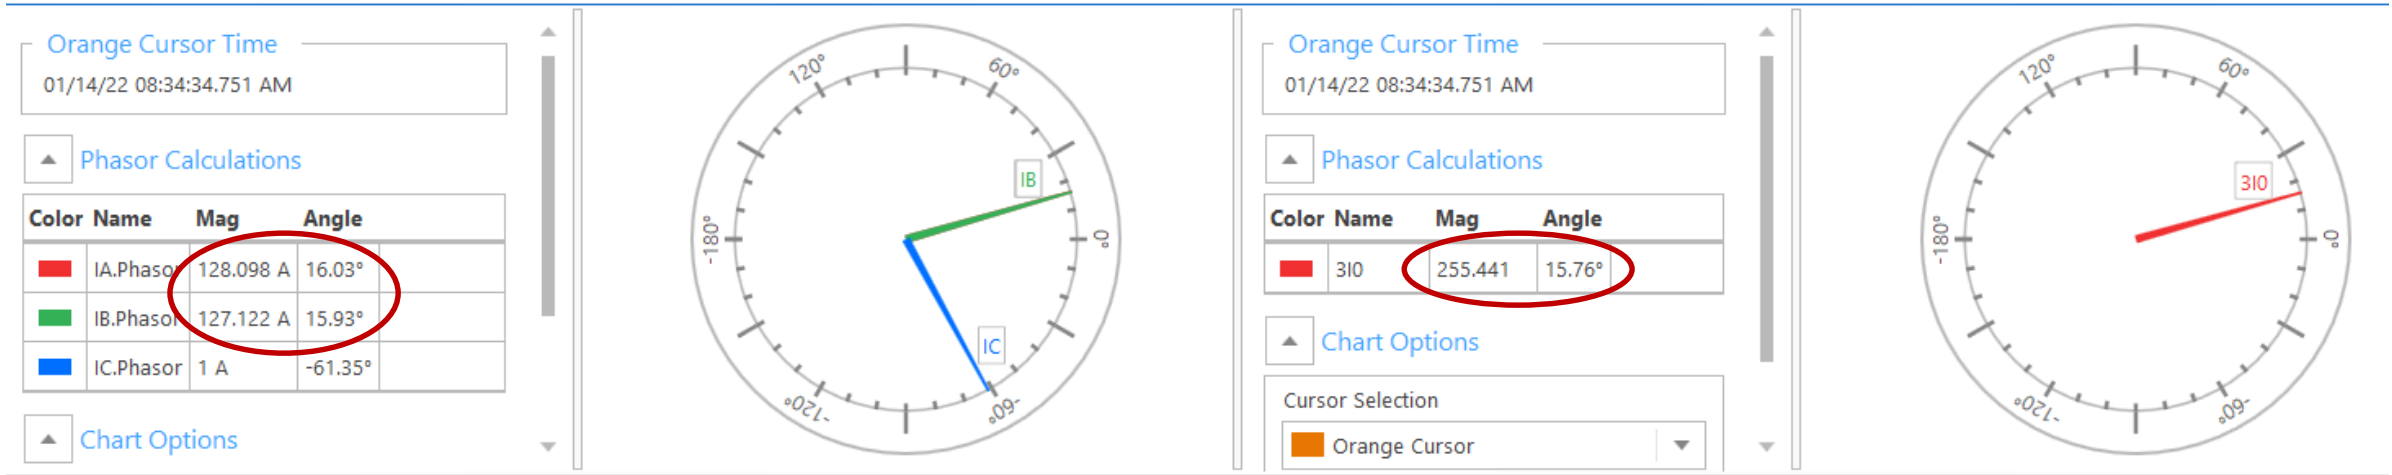 Orange Cursor Time
01/14/22 08:34:34.751 AM
Phasor Calculations
Color Name Mag Angle
IA.Phasor 128.098 A 16.03°
IB.Phasor 127.122 A 15.93°
IC.Phasor 1 A -61.35°
Chart Options
120°
60°
IB
-180°
0°
IC
-120°
-60°
Orange Cursor Time
01/14/22 08:34:34.751 AM
Phasor Calculations
Color Name Mag Angle
3I0 255.441 15.76°
Chart Options
Cursor Selection
Orange Cursor
120°
60°
3I0
-180°
0°
-120°
-60°